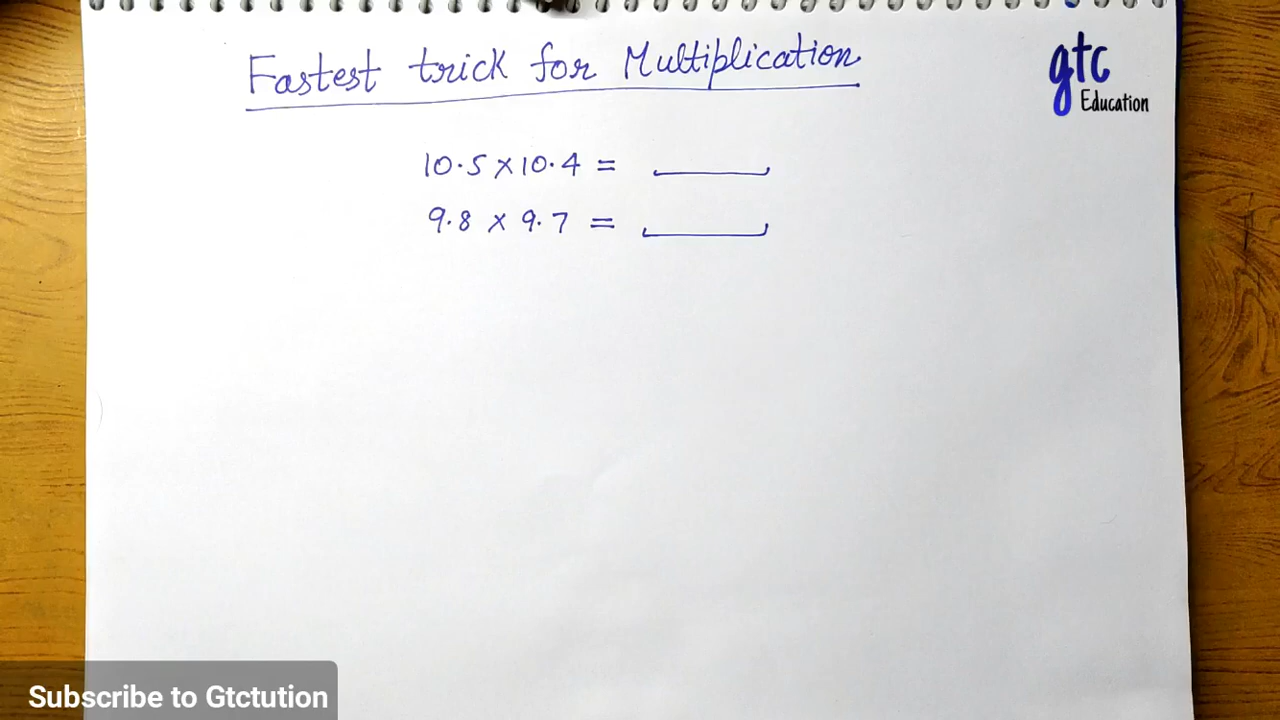 Fastest trick for Multiplication
gtc
Education
10.5 × 10.4 =
9.8 × 9.7 =
Subscribe to Gtctution